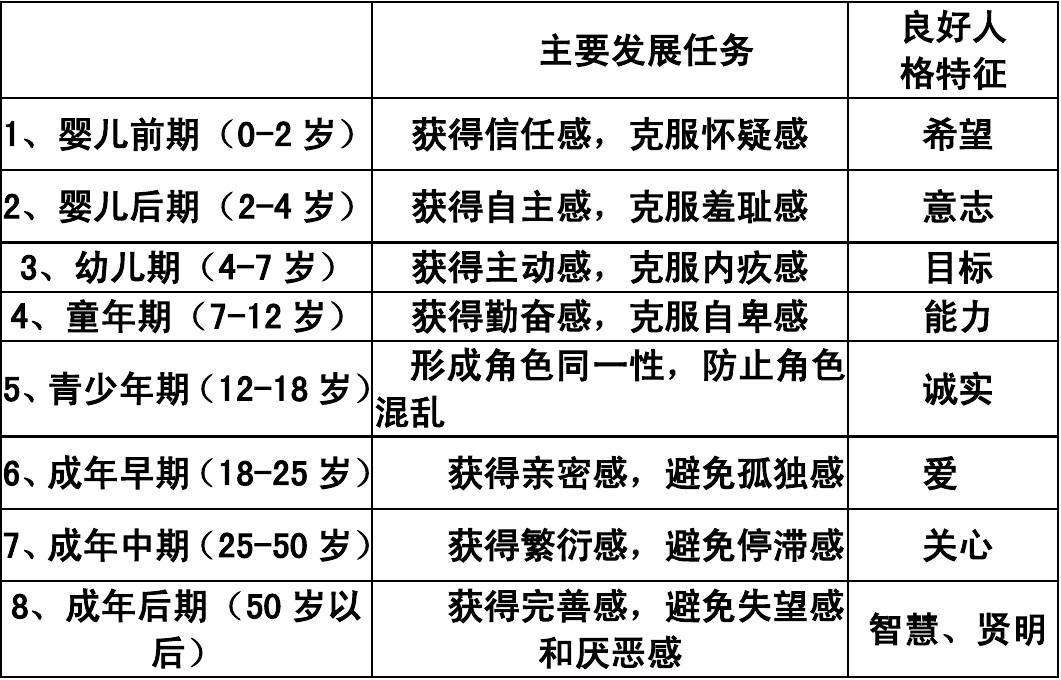 主要发展任务
良好人
格特征
1、婴儿前期（0-2 岁）
获得信任感，克服怀疑感
希望
2、婴儿后期（2-4 岁）
获得自主感，克服羞耻感
意志
3、幼儿期（4-7 岁）
获得主动感，克服内疚感
目标
4、童年期（7-12 岁）
获得勤奋感，克服自卑感
能力
5、青少年期（12-18 岁）
形成角色同一性，防止角色
混乱
诚实
6、成年早期（18-25 岁）
获得亲密感，避免孤独感
爱
7、成年中期（25-50 岁）
获得繁衍感，避免停滞感
关心
8、成年后期（50 岁以
后）
获得完善感，避免失望感
和厌恶感
智慧、贤明